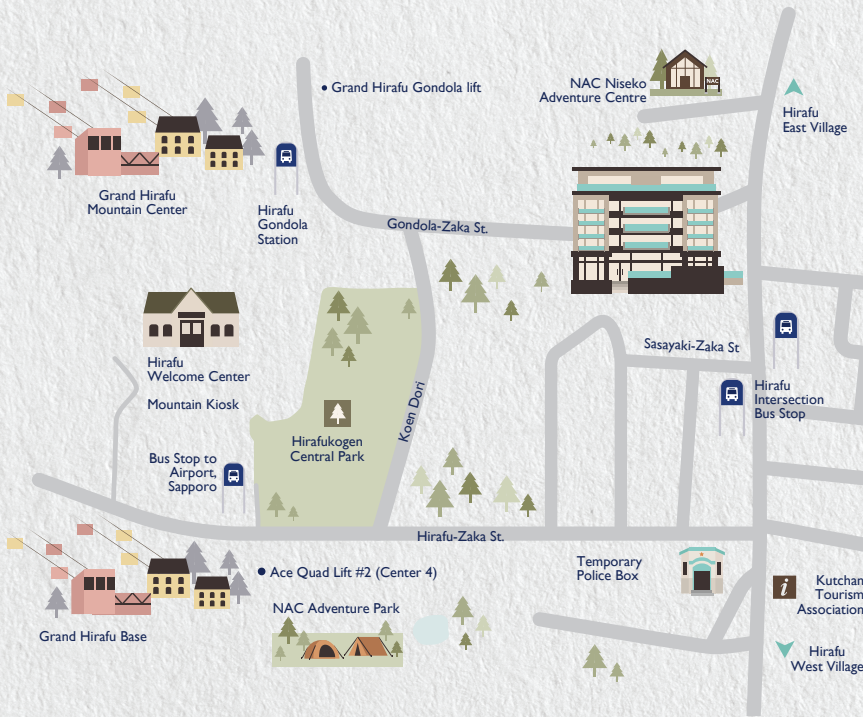 Grand Hirafu Gondola lift
NAC Niseko
Adventure Centre
NAC
Hirafu
East Village
Grand Hirafu
Mountain Center
Hirafu
Gondola
Station
Gondola-Zaka St.
Hirafu
Welcome Center
Mountain Kiosk
Sasayaki-Zaka St
Hirafu
Intersection
Bus Stop
Koen Dori
Hirafukogen
Central Park
Bus Stop to
Airport,
Sapporo
Hirafu-Zaka St.
Ace Quad Lift #2 (Center 4)
Temporary
Police Box
i
Kutchan
Tourism
Association
NAC Adventure Park
Grand Hirafu Base
Hirafu
West Village